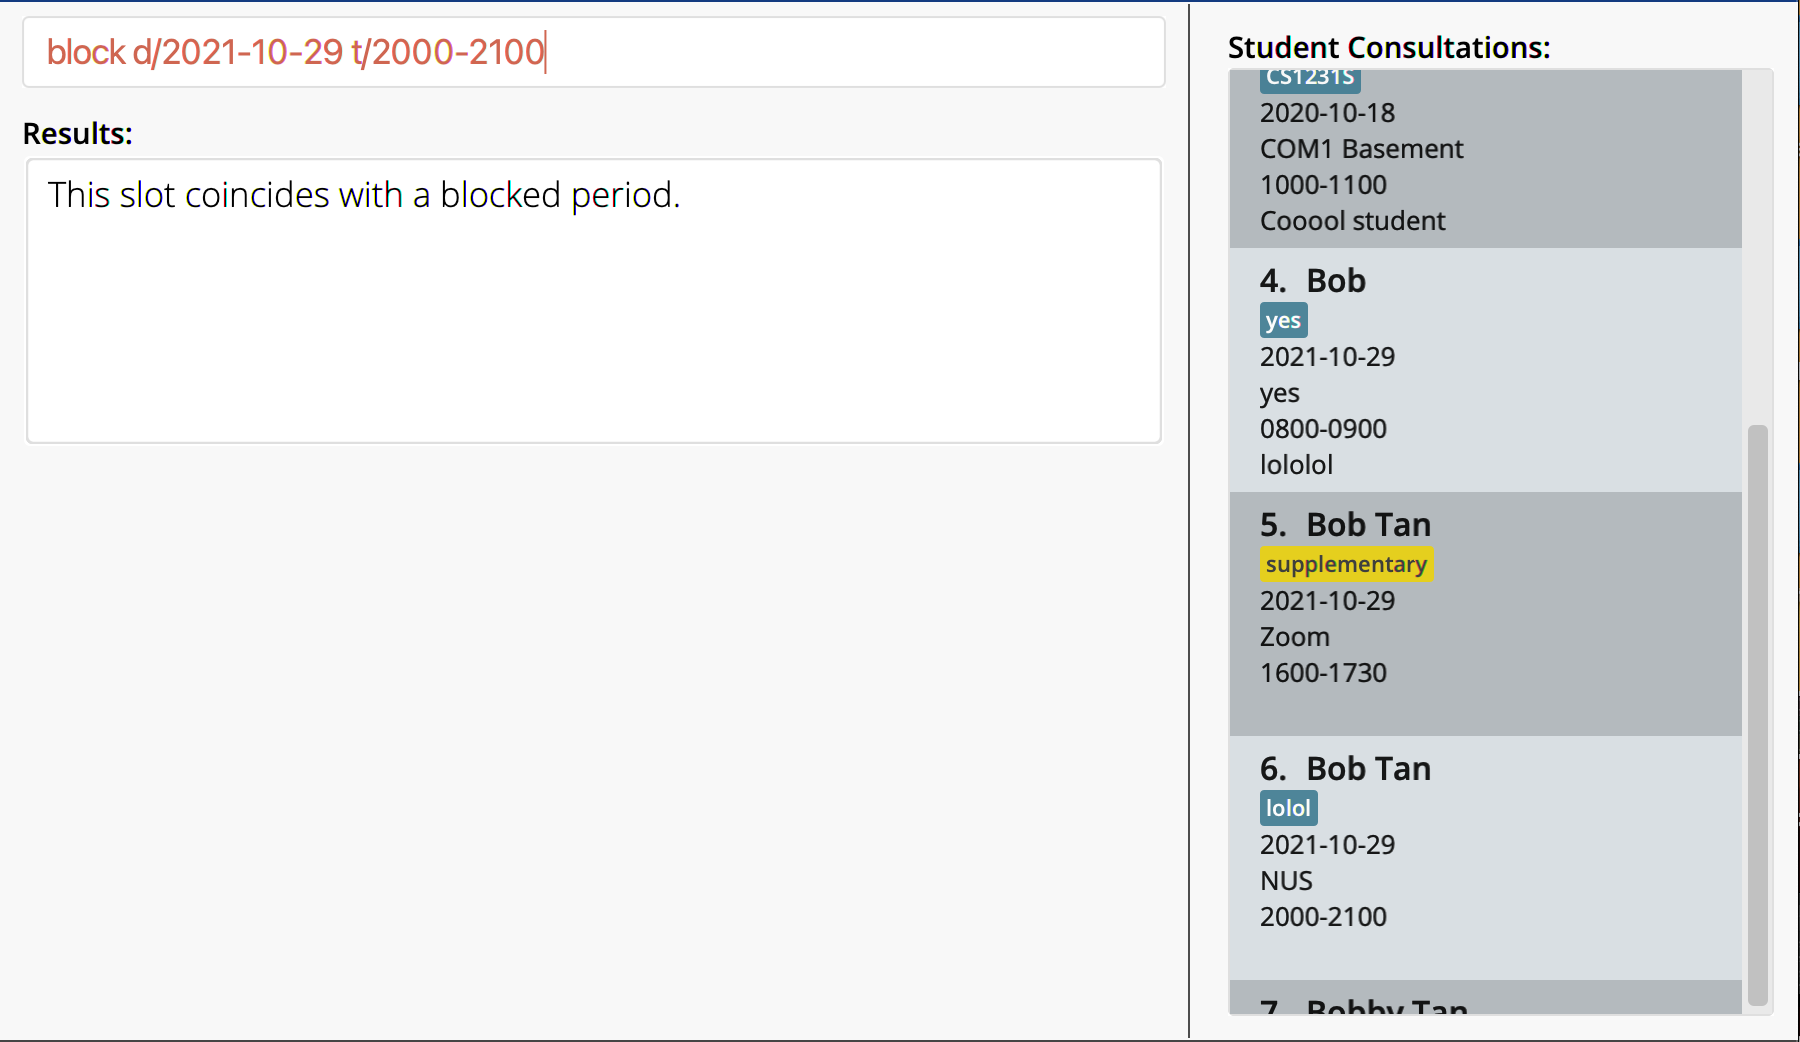 block d/2021-10-29 t/2000-2100
Results:
This slot coincides with a blocked period.
Student Consultations:
CS1231S
2020-10-18
COM1 Basement
1000-1100
Cooool student
4. Bob
yes
2021-10-29
yes
0800-0900
lololol
5. Bob Tan
supplementary
2021-10-29
Zoom
1600-1730
6. Bob Tan
lolol
2021-10-29
NUS
2000-2100
7. Bobby Tan